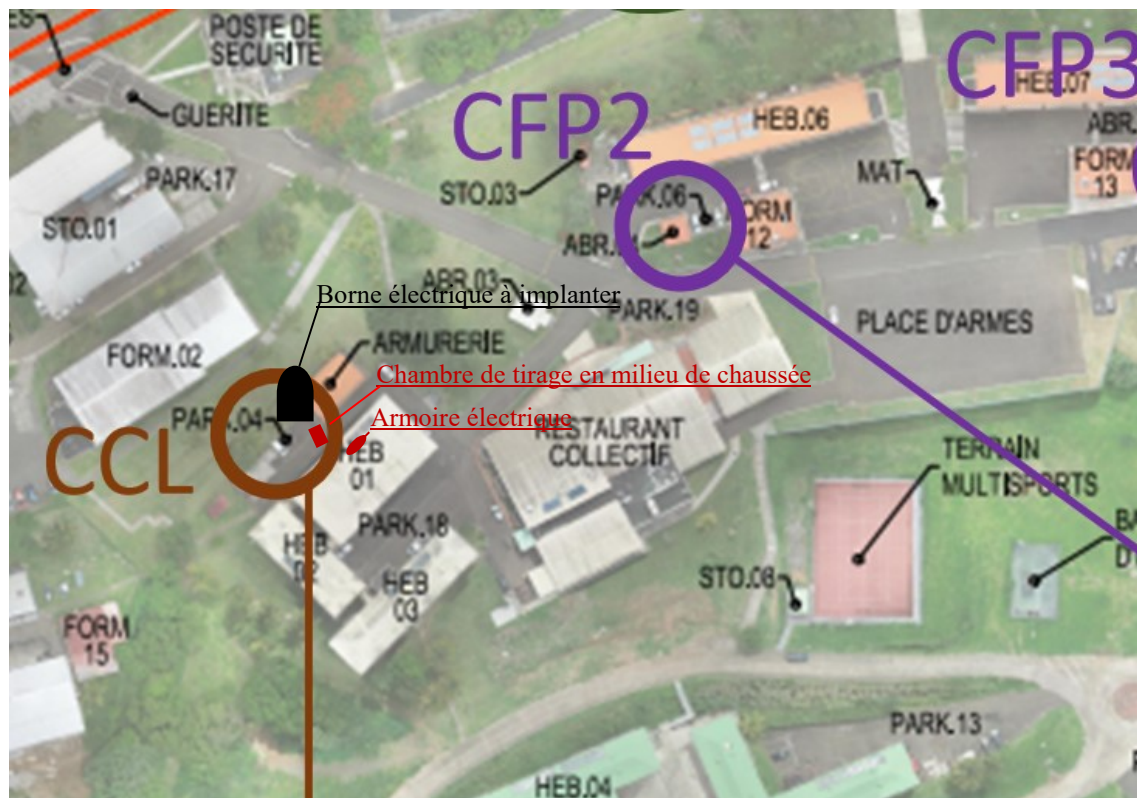 POSTE DE
SECURITE
GUERITE
CFP2
CFP3
HEB.07
HEB.06
PARK.17
STO.03
PARK.06
MAT
FORM
13
STO.01
FORM
12
ABR.03
Borne électrique à implanter
PARK.19
PLACE D'ARMES
FORM.02
ARMURERIE
Chambre de tirage en milieu de chaussée
PARK.04
Armoire électrique
CCL
RESTAURANT
COLLECTIF
HEB
01
TERRAIN
MULTISPORTS
PARK.18
HEB
02
HEB
03
STO.08
FORM
15
PARK.13
HEB.04